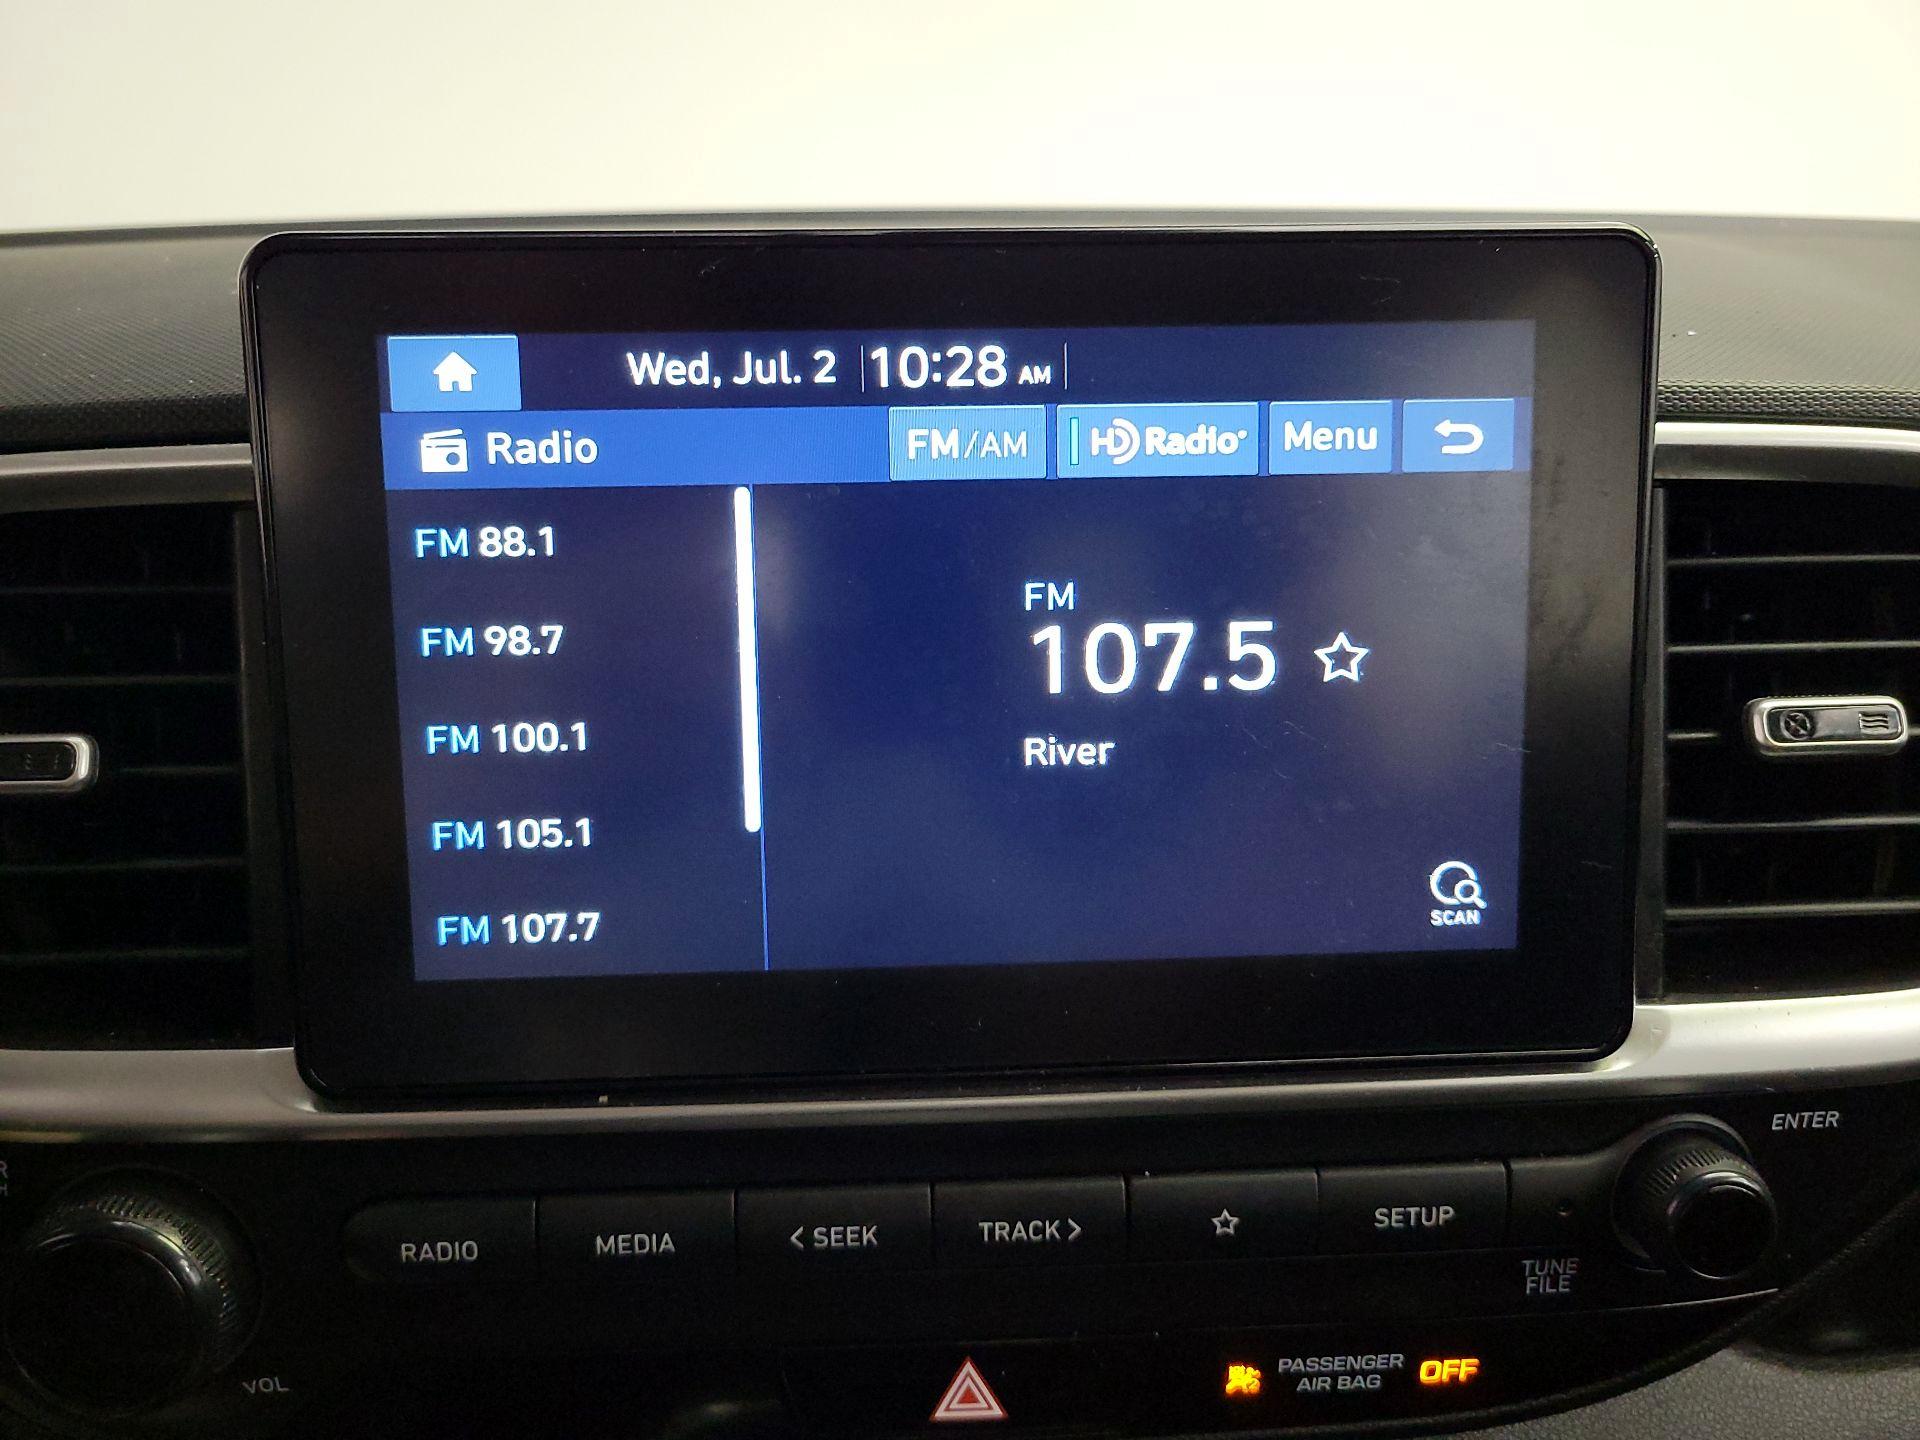 Wed, Jul. 2 10:28 AM
Radio FM/AM HD Radio Menu
FM 88.1
FM 98.7
FM 100.1
FM 105.1
FM 107.7
FM
107.5
River
SCAN
ENTER
RADIO MEDIA < SEEK TRACK > SETUP
TUNE
FILE
VOL
PASSENGER
AIR BAG OFF